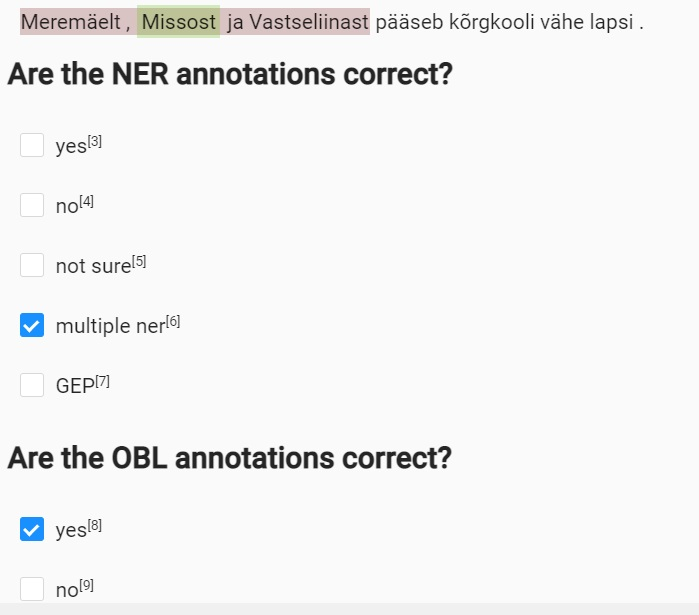 Meremäelt , Missost ja Vastseliinast pääseb kõrgkooli vähe lapsi .
Are the NER annotations correct?
yes[3]
no[4]
not sure[5]
multiple ner[6]
GEP[7]
Are the OBL annotations correct?
yes[8]
no[9]